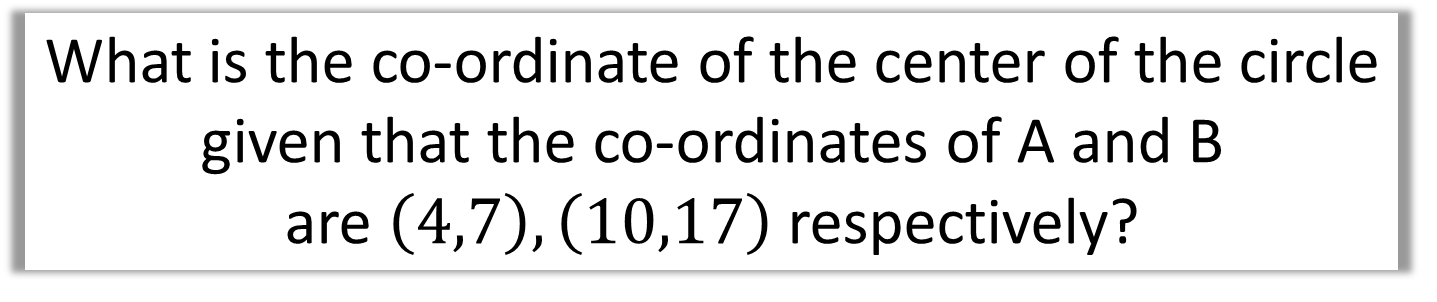 What is the co-ordinate of the center of the circle
given that the co-ordinates of A and B
are (4,7), (10,17) respectively?